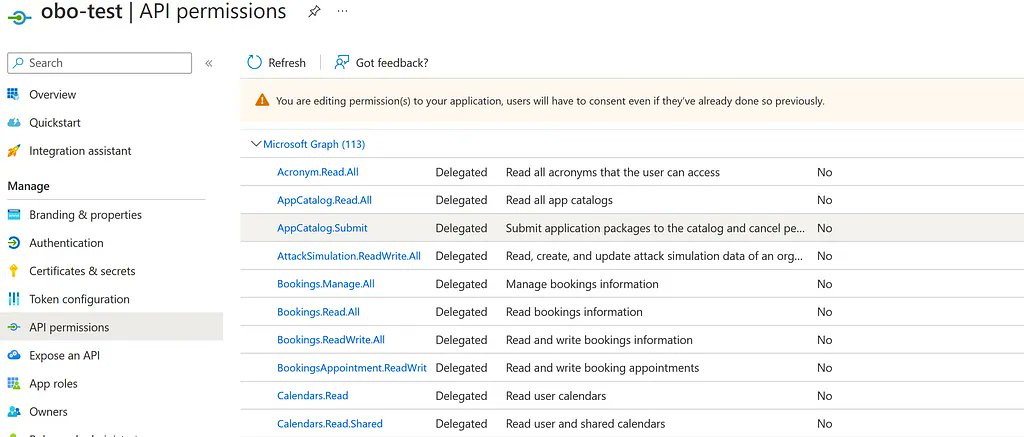 obo-test | API permissions
Search
Refresh
Got feedback?
You are editing permission(s) to your application, users will have to consent even if they've already done so previously.
Overview
Quickstart
Integration assistant
Manage
Branding & properties
Authentication
Certificates & secrets
Token configuration
API permissions
Expose an API
App roles
Owners
Microsoft Graph (113)
Acronym.Read.All Delegated Read all acronyms that the user can access No
AppCatalog.Read.All Delegated Read all app catalogs No
AppCatalog.Submit Delegated Submit application packages to the catalog and cancel pe... No
AttackSimulation.ReadWrite.All Delegated Read, create, and update attack simulation data of an org... No
Bookings.Manage.All Delegated Manage bookings information No
Bookings.Read.All Delegated Read bookings information No
Bookings.ReadWrite.All Delegated Read and write bookings information No
BookingsAppointment.ReadWrit Delegated Read and write booking appointments No
Calendars.Read Delegated Read user calendars No
Calendars.Read.Shared Delegated Read user and shared calendars No